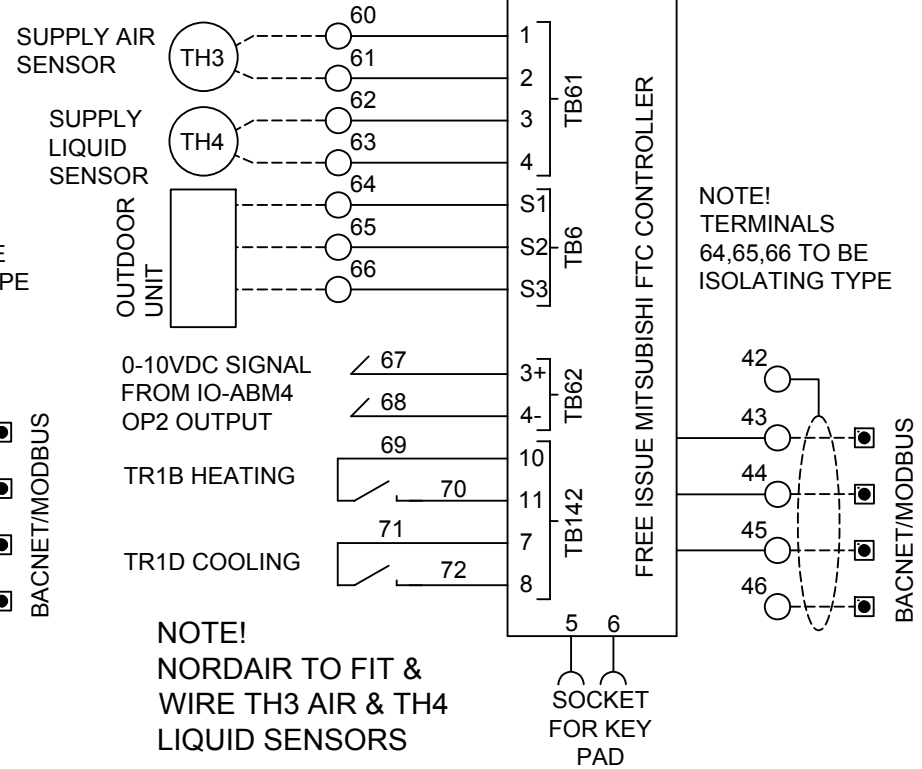 SUPPLY AIR
SENSOR
TH3
60
61
1
2
TB61
SUPPLY
LIQUID
SENSOR
TH4
62
63
3
4
OUTDOOR
UNIT
64
65
66
S1
S2
S3
TB6
E
PE
0-10VDC SIGNAL
FROM IO-ABM4
OP2 OUTPUT
67
68
3+
4-
TB62
TR1B HEATING
69
70
10
11
TB142
TR1D COOLING
71
72
7
8
FREE ISSUE MITSUBISHI FTC CONTROLLER
NOTE!
TERMINALS
64,65,66 TO BE
ISOLATING TYPE
42
43
44
45
46
BACNET/MODBUS
BACNET/MODBUS
NOTE!
NORDAIR TO FIT &
WIRE TH3 AIR & TH4
LIQUID SENSORS
5 6
SOCKET
FOR KEY
PAD